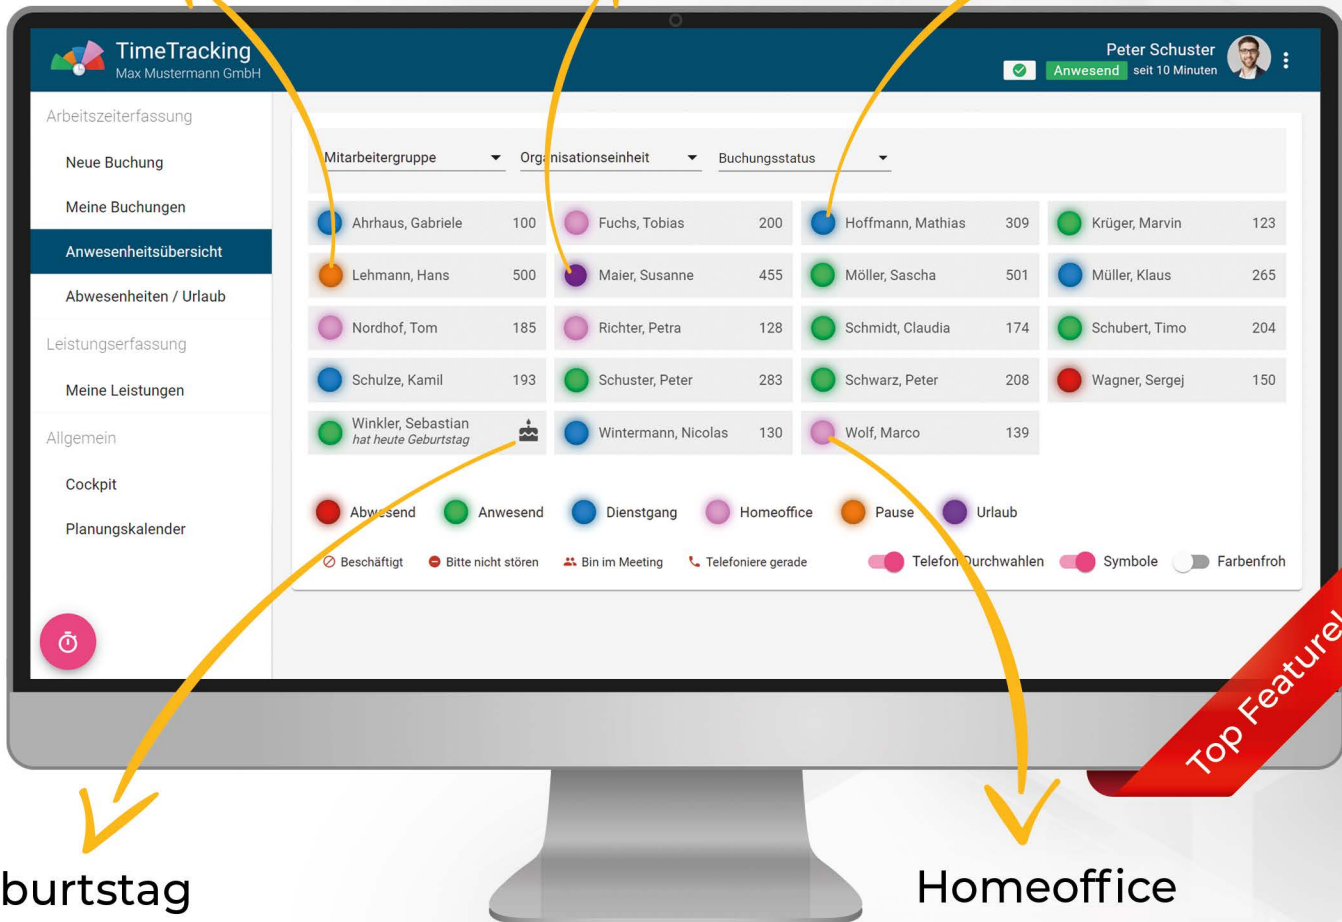 TimeTracking
Max Mustermann GmbH
Peter Schuster
Anwesend seit 10 Minuten
Arbeitszeiterfassung
Neue Buchung
Meine Buchungen
Anwesenheitsübersicht
Abwesenheiten / Urlaub
Leistungserfassung
Meine Leistungen
Allgemein
Cockpit
Planungskalender
Mitarbeitergruppe Organisationseinheit Buchungsstatus
Ahrhaus, Gabriele 100 Fuchs, Tobias 200 Hoffmann, Mathias 309 Krüger, Marvin 123
Lehmann, Hans 500 Maier, Susanne 455 Möller, Sascha 501 Müller, Klaus 265
Nordhof, Tom 185 Richter, Petra 128 Schmidt, Claudia 174 Schubert, Timo 204
Schulze, Kamil 193 Schuster, Peter 283 Schwarz, Peter 208 Wagner, Sergej 150
Winkler, Sebastian
hat heute Geburtstag
Wintermann, Nicolas 130 Wolf, Marco 139
Abwesend Anwesend Dienstgang Homeoffice Pause Urlaub
Beschäftigt Bitte nicht stören Bin im Meeting Telefoniere gerade Telefon Durchwahlen Symbole Farbenfroh
Top Feature!
burtstag
Homeoffice